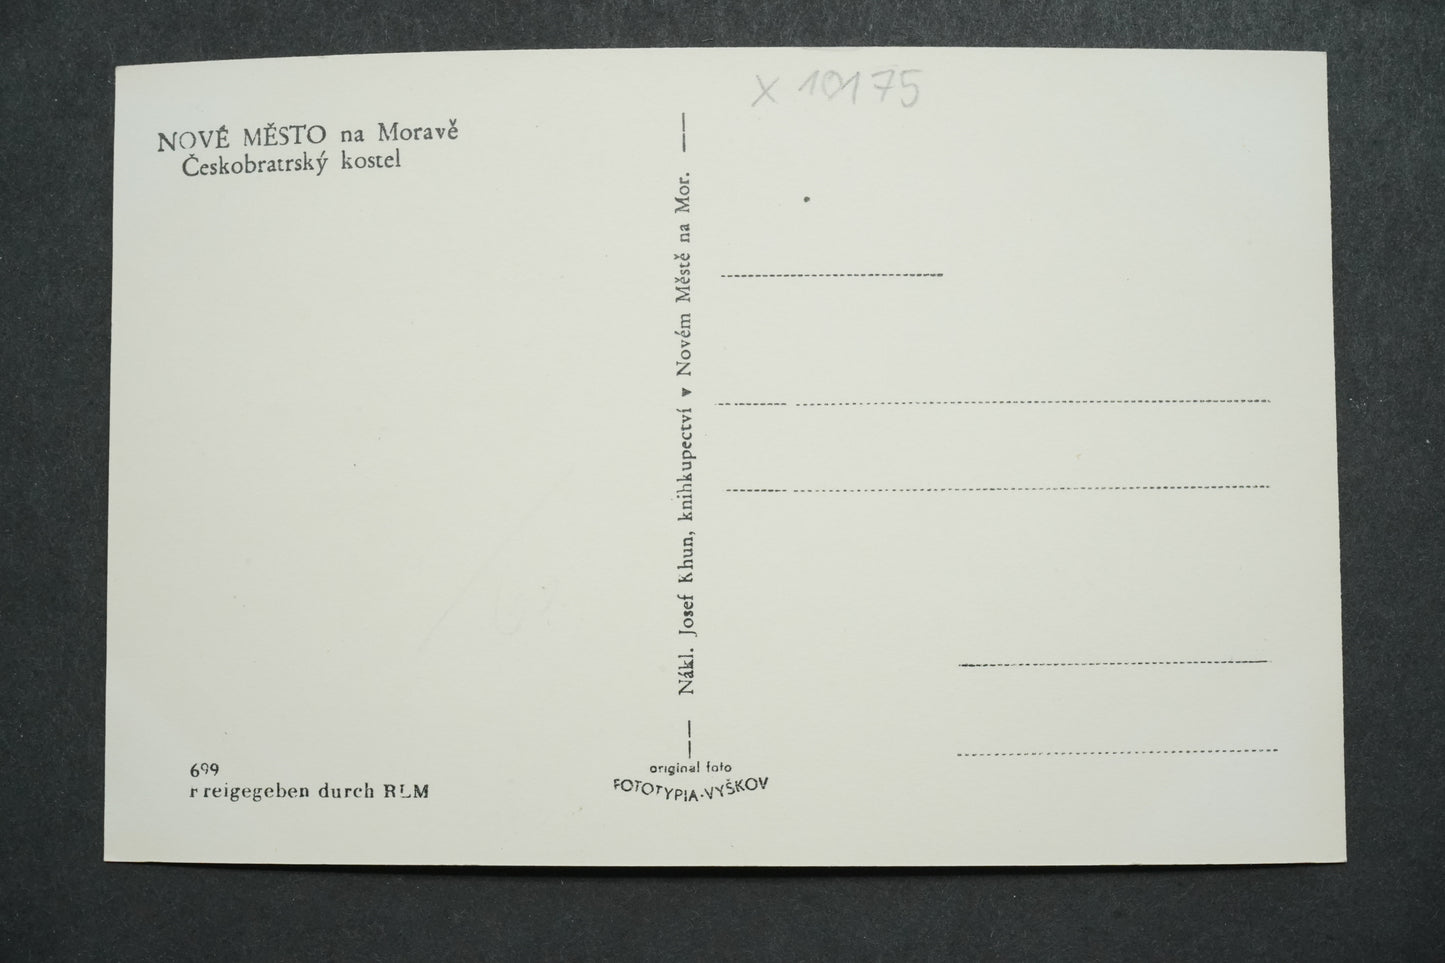 x 10175
NOVÉ MĚSTO na Moravě
Českobratrský kostel
Nákl. Josef Khun, knihkupectví v Novém Městě na Mor.
699
reigegeben durch RLM
original foto
FOTOTYPIA-VYŠKOV